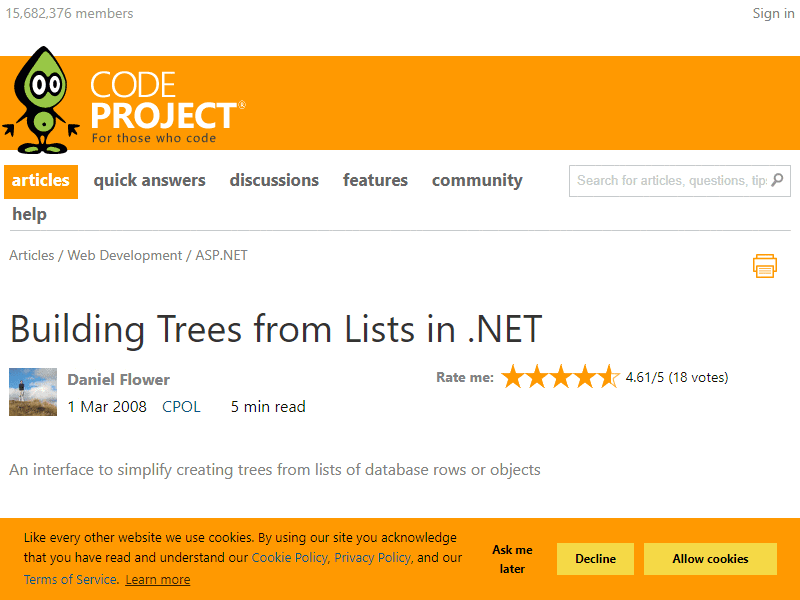 15,682,376 members
Sign in
CODE
PROJECT®
For those who code
articles quick answers discussions features community
Search for articles, questions, tips
help
Articles / Web Development / ASP.NET
Building Trees from Lists in .NET
Daniel Flower
Rate me: 4.61/5 (18 votes)
1 Mar 2008 CPOL 5 min read
An interface to simplify creating trees from lists of database rows or objects
Like every other website we use cookies. By using our site you acknowledge
that you have read and understand our Cookie Policy, Privacy Policy, and our
Terms of Service. Learn more
Ask me
later
Decline
Allow cookies